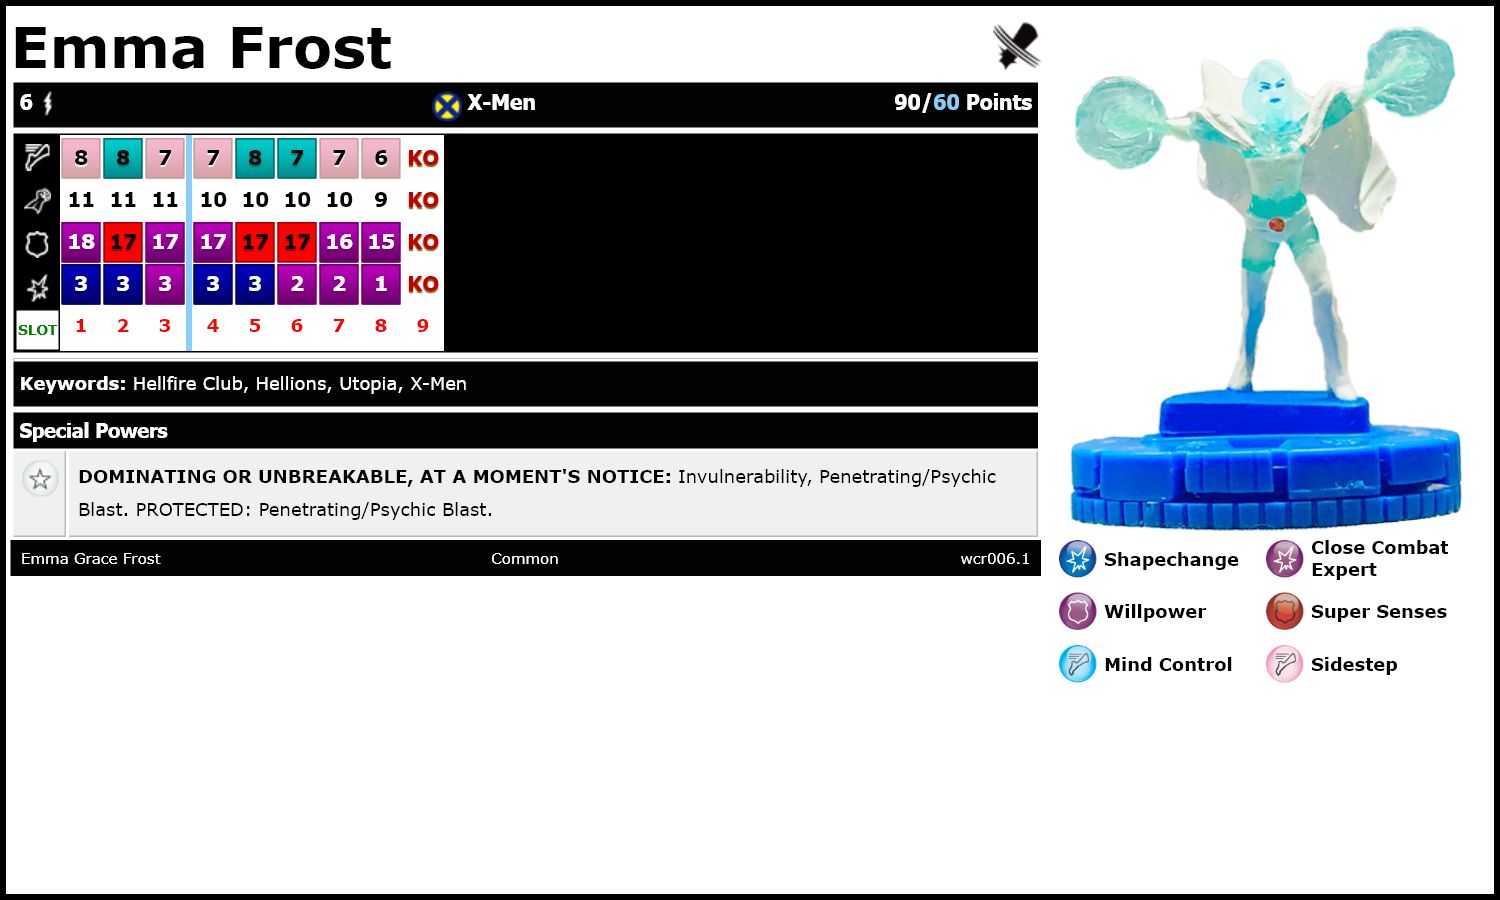 Emma Frost
6 X-Men 90/60 Points
8 8 7 7 8 7 7 6 KO
11 11 11 10 10 10 10 9 KO
18 17 17 17 17 17 16 15 KO
3 3 3 3 3 2 2 1 KO
SLOT 1 2 3 4 5 6 7 8 9
Keywords: Hellfire Club, Hellions, Utopia, X-Men
Special Powers
DOMINATING OR UNBREAKABLE, AT A MOMENT'S NOTICE: Invulnerability, Penetrating/Psychic
Blast. PROTECTED: Penetrating/Psychic Blast.
Emma Grace Frost Common wcr006.1
Shapechange
Close Combat
Expert
Willpower
Super Senses
Mind Control
Sidestep